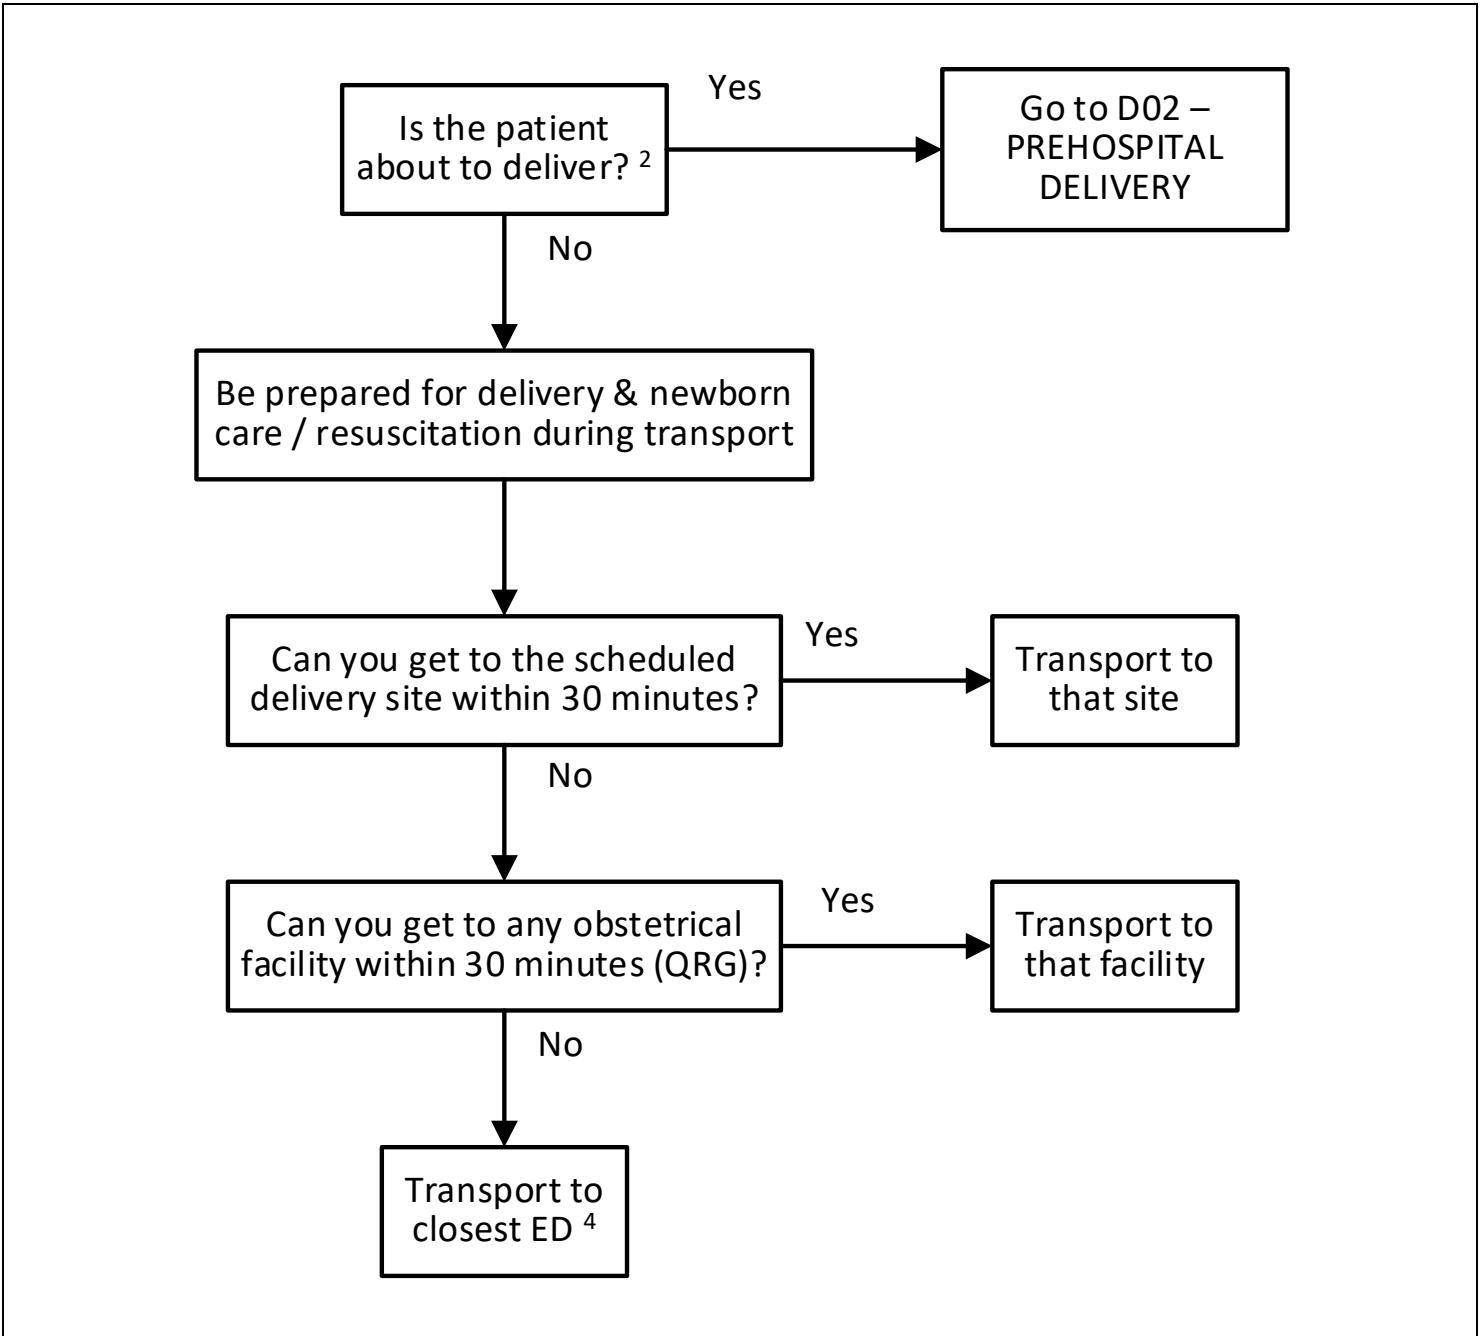 Is the patient
about to deliver? ²
Yes
Go to D02 –
PREHOSPITAL
DELIVERY
No
Be prepared for delivery & newborn
care / resuscitation during transport
Can you get to the scheduled
delivery site within 30 minutes?
Yes
Transport to
that site
No
Can you get to any obstetrical
facility within 30 minutes (QRG)?
Yes
Transport to
that facility
No
Transport to
closest ED ⁴